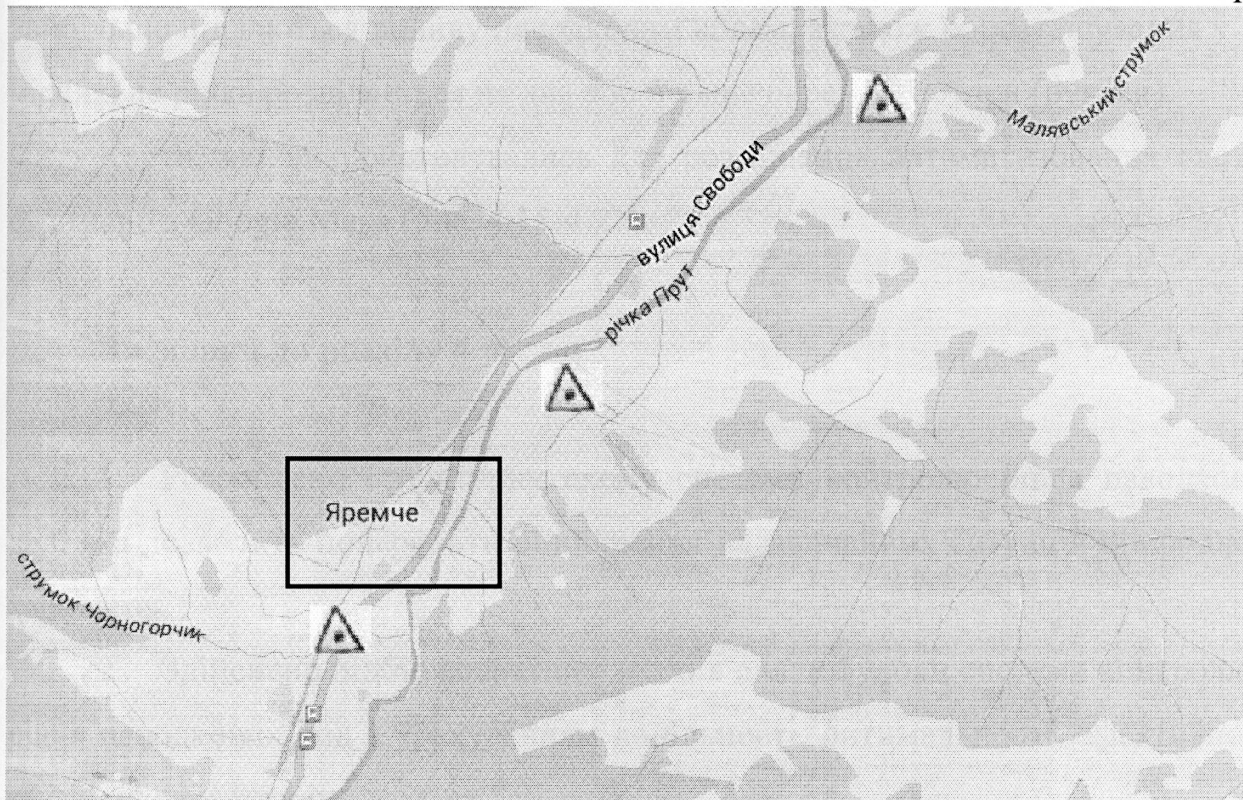 Малявський струмок
вулиця Свободи
річка Прут
Яремче
струмок Чорногорчик